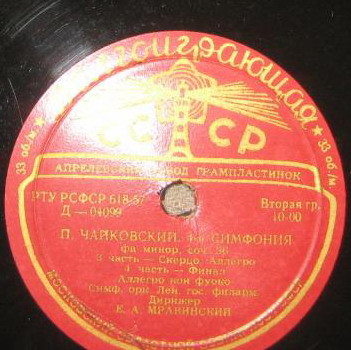 Долгоиграющая
33 об/м
33 об/м
СССР
АПРЕЛЕВСКИЙ ЗАВОД ГРАМПЛАСТИНОК
РТУ РСФСР 618-57
Вторая гр.
Д—04099
10-00
П. ЧАЙКОВСКИЙ. 4-я СИМФОНИЯ
фа минор, соч. 36
3 часть — Скерцо. Аллегро
4 часть — Финал
Аллегро кон фуоко
Симф. орк. Лен. гос. филарм.
Дирижер
Е. А. МРАВИНСКИЙ